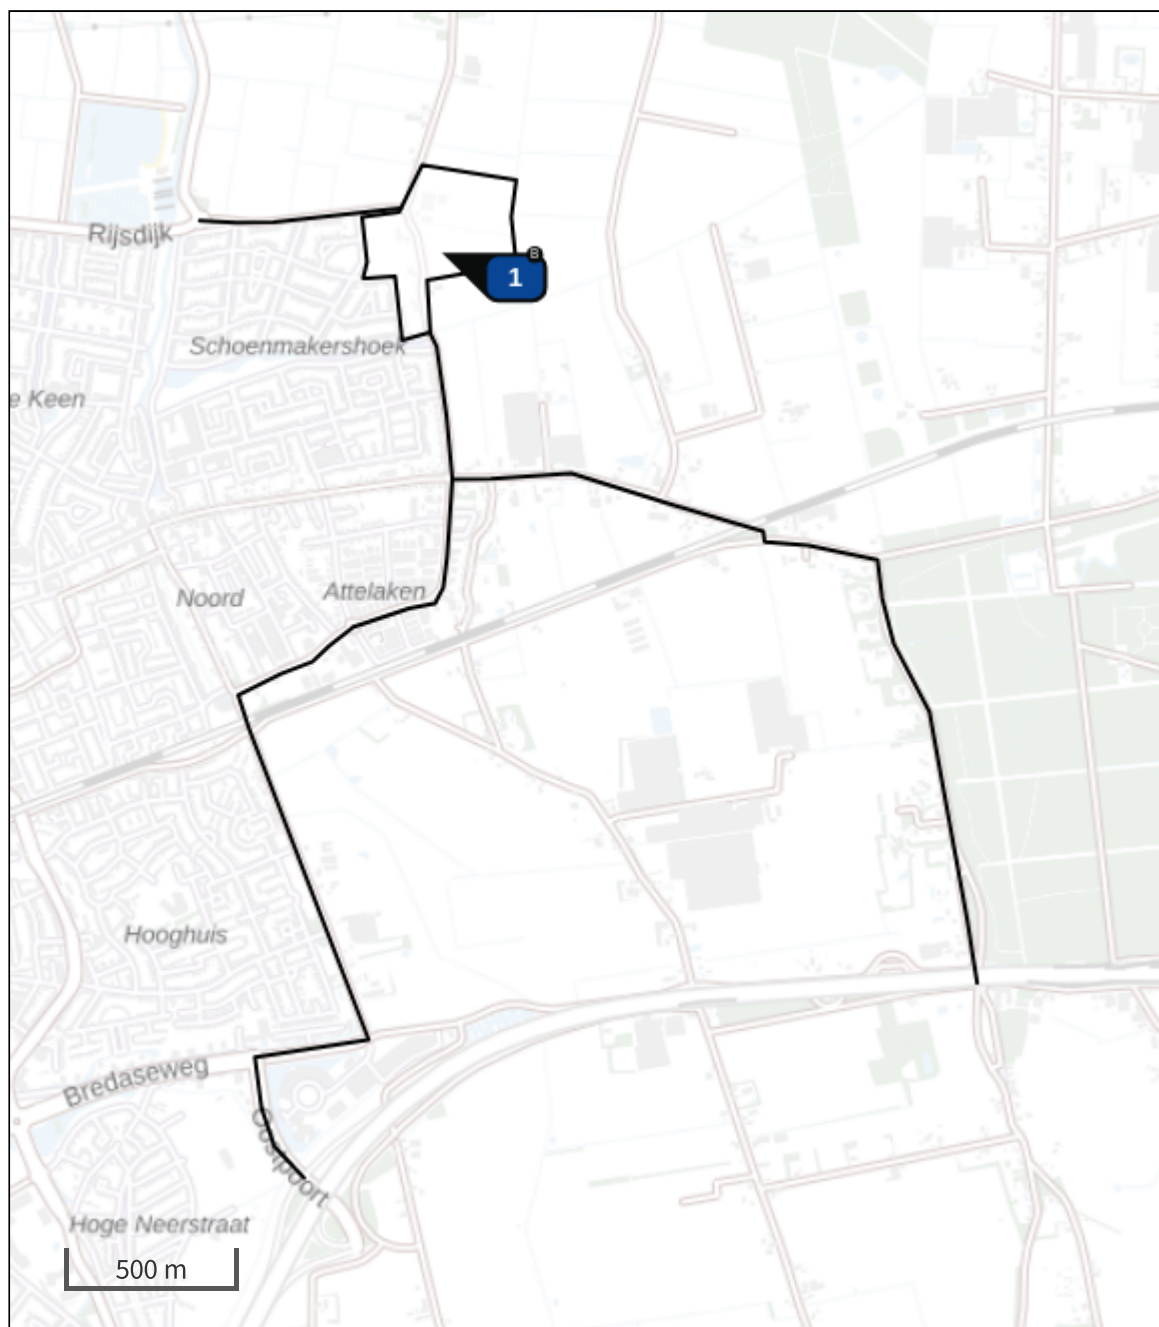 Rijsdijk
B
1
Schoenmakershoek
e Keen
Noord
Attelaken
Hooghuis
Bredaseweg
Oostpoort
Hoge Neerstraat
500 m